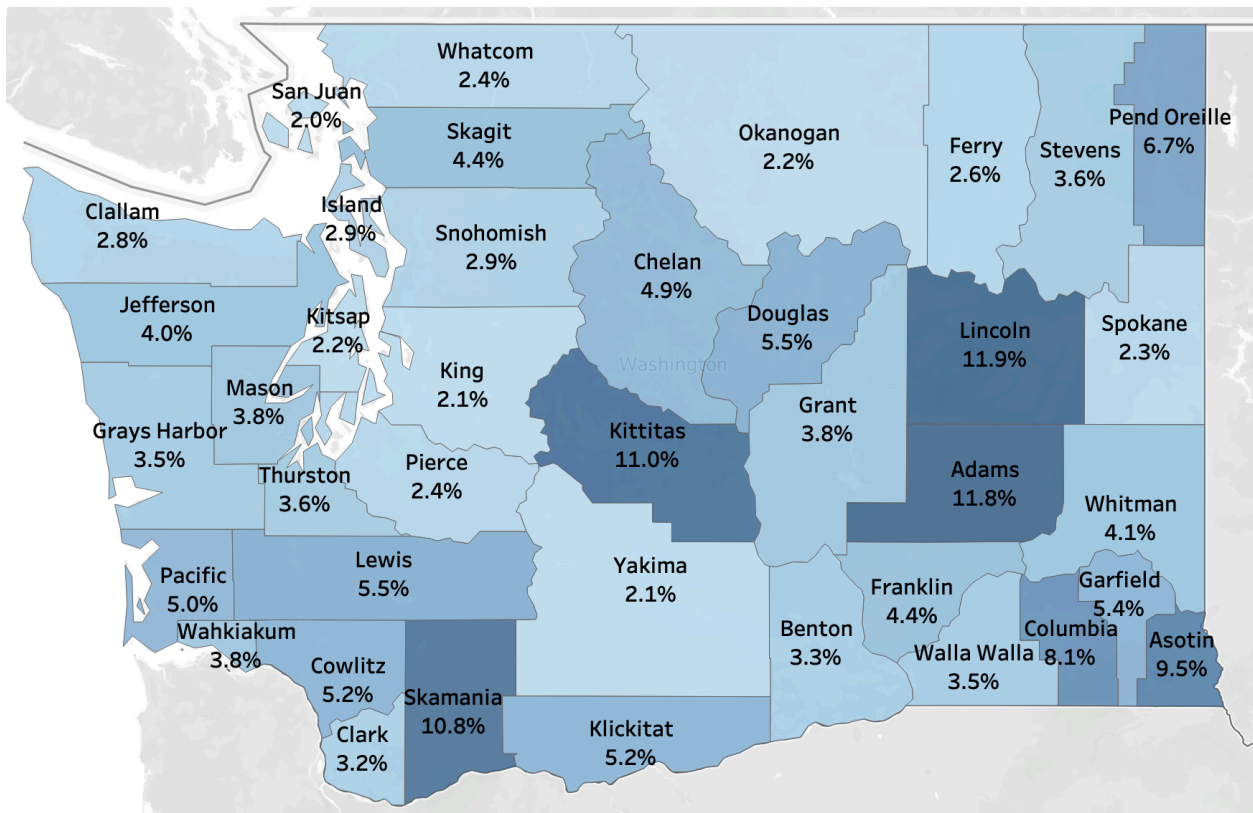 Whatcom
2.4%
San Juan
2.0%
Skagit
4.4%
Okanogan
2.2%
Ferry
2.6%
Stevens
3.6%
Pend Oreille
6.7%
Clallam
2.8%
Island
2.9%
Snohomish
2.9%
Chelan
4.9%
Jefferson
4.0%
Kitsap
2.2%
Douglas
5.5%
Lincoln
11.9%
Spokane
2.3%
Washington
King
2.1%
Mason
3.8%
Grant
3.8%
Grays Harbor
3.5%
Kittitas
11.0%
Thurston
3.6%
Pierce
2.4%
Adams
11.8%
Whitman
4.1%
Lewis
5.5%
Yakima
2.1%
Pacific
5.0%
Franklin
4.4%
Garfield
5.4%
Wahkiakum
3.8%
Benton
3.3%
Columbia
8.1%
Asotin
9.5%
Cowlitz
5.2%
Walla Walla
3.5%
Skamania
10.8%
Klickitat
5.2%
Clark
3.2%